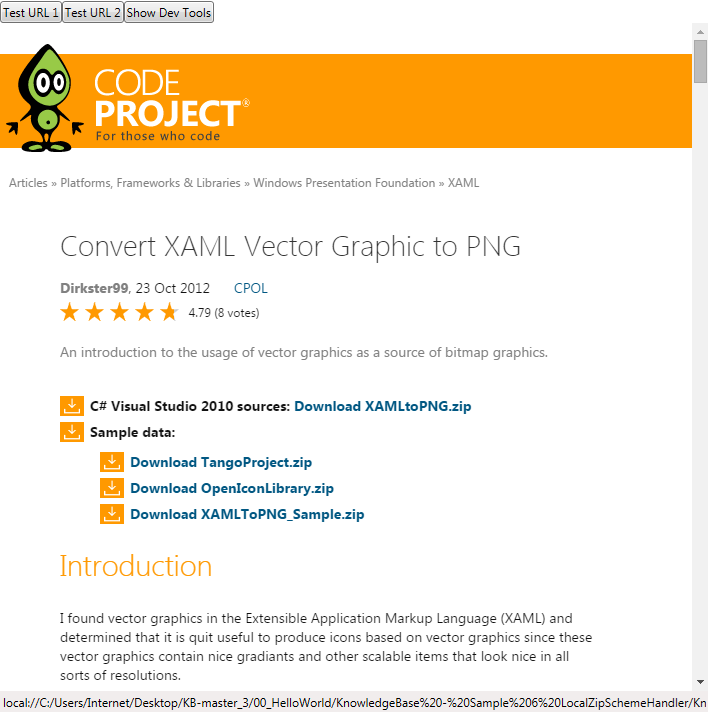 Test URL 1 Test URL 2 Show Dev Tools
CODE
PROJECT®
For those who code
Articles » Platforms, Frameworks & Libraries » Windows Presentation Foundation » XAML
Convert XAML Vector Graphic to PNG
Dirkster99, 23 Oct 2012 CPOL
4.79 (8 votes)
An introduction to the usage of vector graphics as a source of bitmap graphics.
C# Visual Studio 2010 sources: Download XAMLtoPNG.zip
Sample data:
Download TangoProject.zip
Download OpenIconLibrary.zip
Download XAMLToPNG_Sample.zip
Introduction
I found vector graphics in the Extensible Application Markup Language (XAML) and
determined that it is quit useful to produce icons based on vector graphics since these
vector graphics contain nice gradiants and other scalable items that look nice in all
sorts of resolutions.
local://C:/Users/Internet/Desktop/KB-master_3/00_HelloWorld/KnowledgeBase%20-%20Sample%206%20LocalZipSchemeHandler/Kn